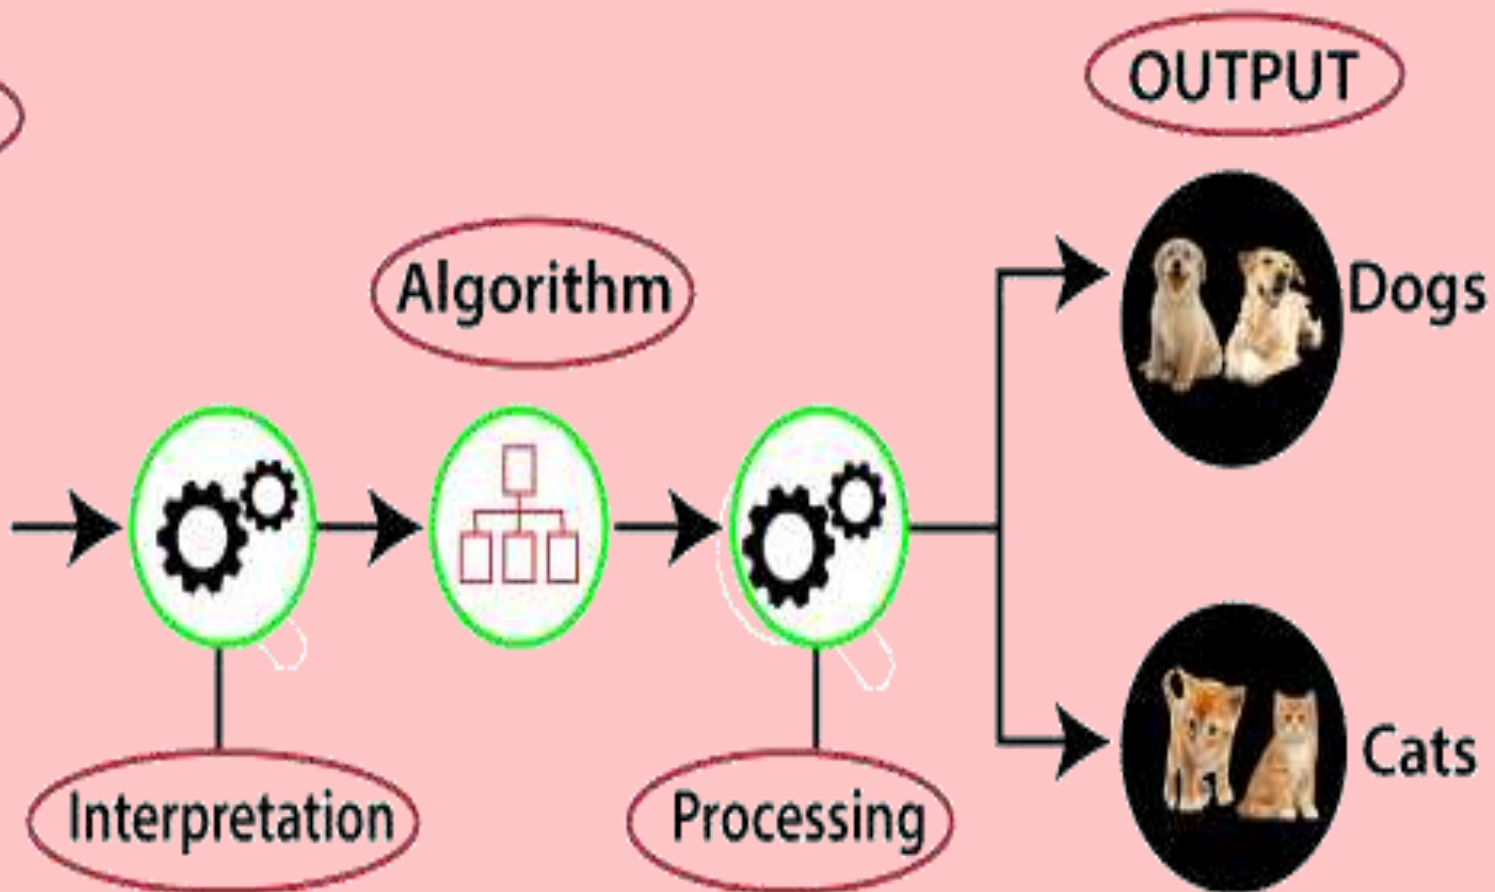 OUTPUT
Algorithm
Dogs
Cats
Interpretation
Processing